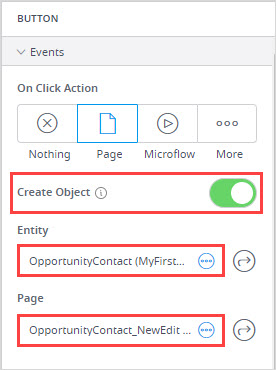 BUTTON
Events
On Click Action
Nothing Page Microflow More
Create Object
Entity
OpportunityContact (MyFirst...
Page
OpportunityContact_NewEdit ...